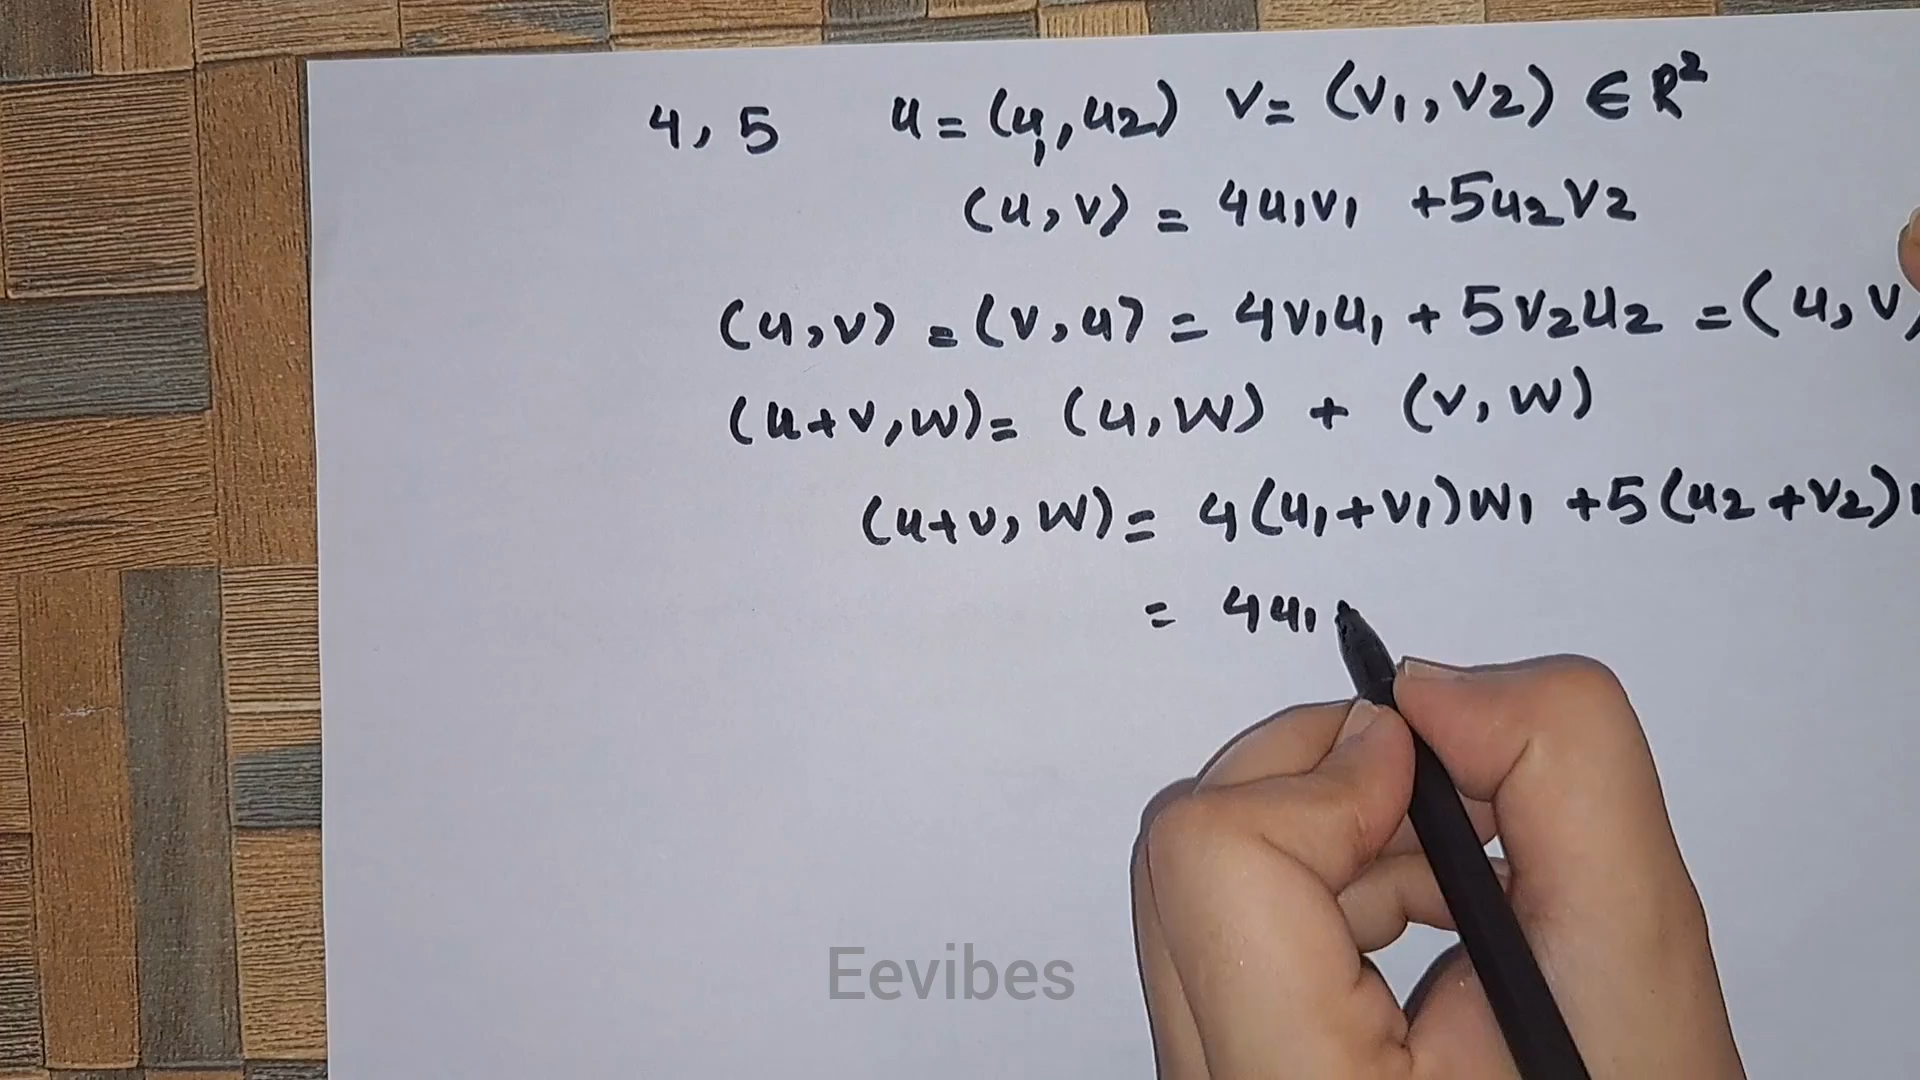 4, 5 u = (u1, u2) v = (v1, v2) ∈ R²
(u, v) = 4u1v1 + 5u2v2
(u, v) = (v, u) = 4v1u1 + 5v2u2 = (u, v)
(u+v, w) = (u, w) + (v, w)
(u+v, w) = 4(u1+v1)w1 + 5(u2+v2)
= 4u1
Eevibes